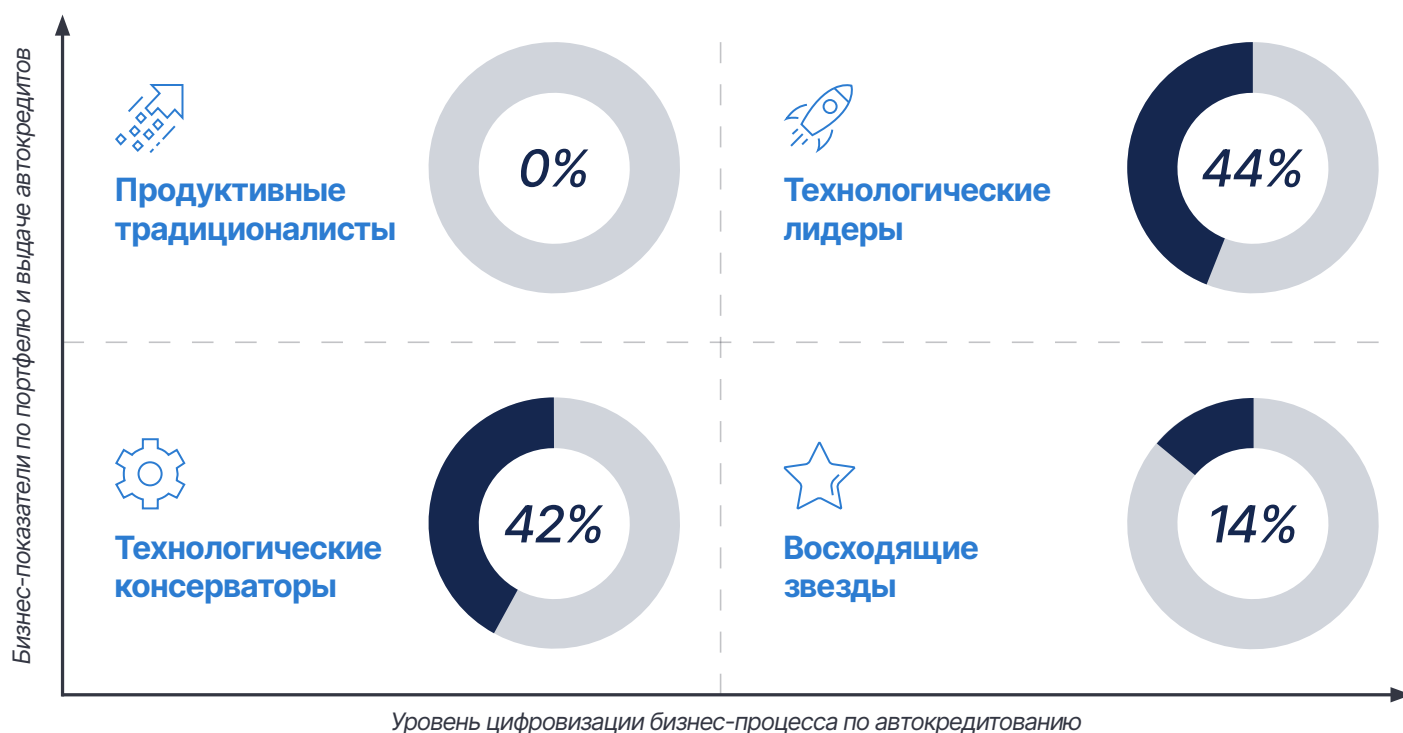 Бизнес-показатели по портфелю и выдаче автокредитов
Продуктивные
традиционалисты
0%
Технологические
лидеры
44%
Технологические
консерваторы
42%
Восходящие
звезды
14%
Уровень цифровизации бизнес-процесса по автокредитованию